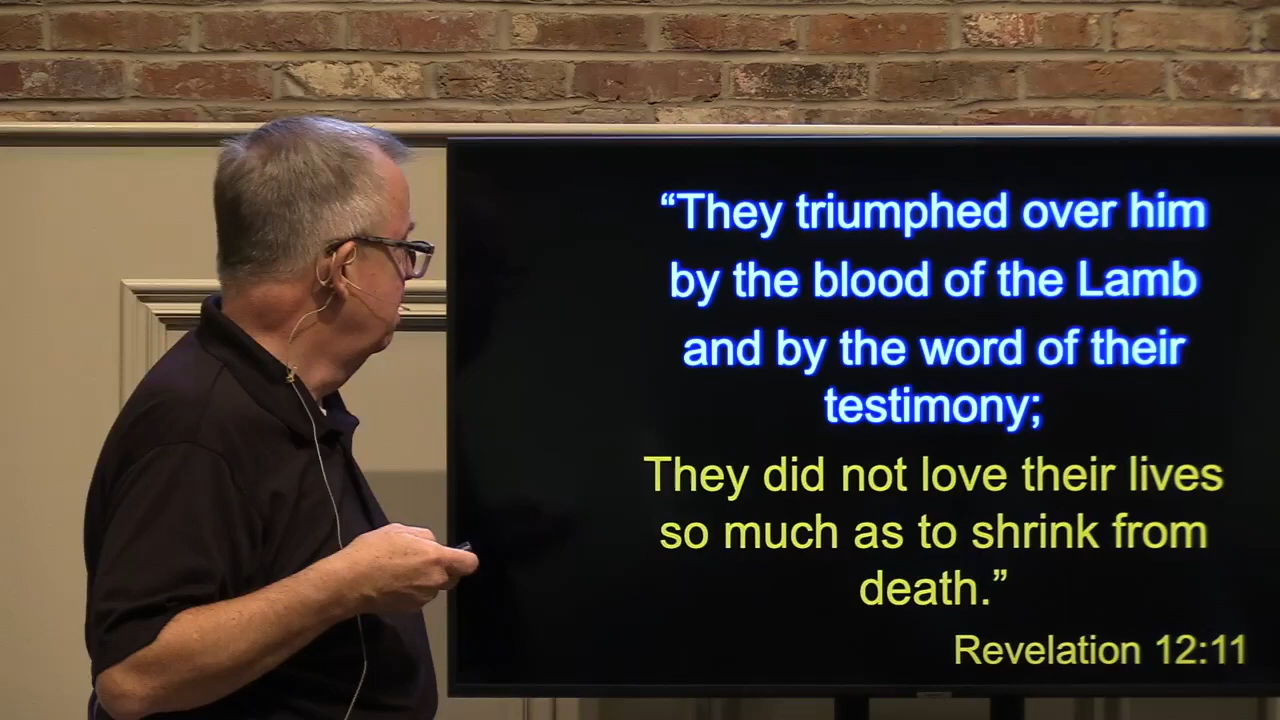 “They triumphed over him
by the blood of the Lamb
and by the word of their
testimony;
They did not love their lives
so much as to shrink from
death.”
Revelation 12:11